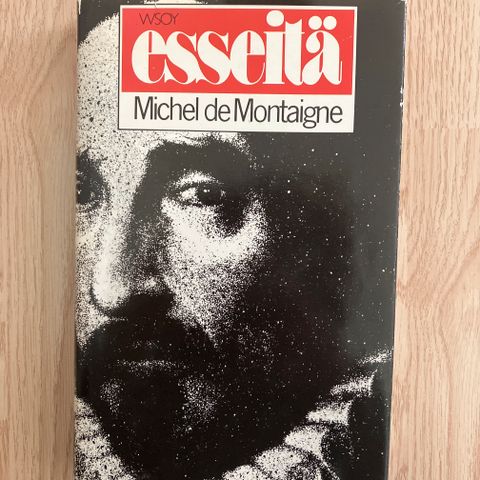 WSOY
esseitä
Michel de Montaigne